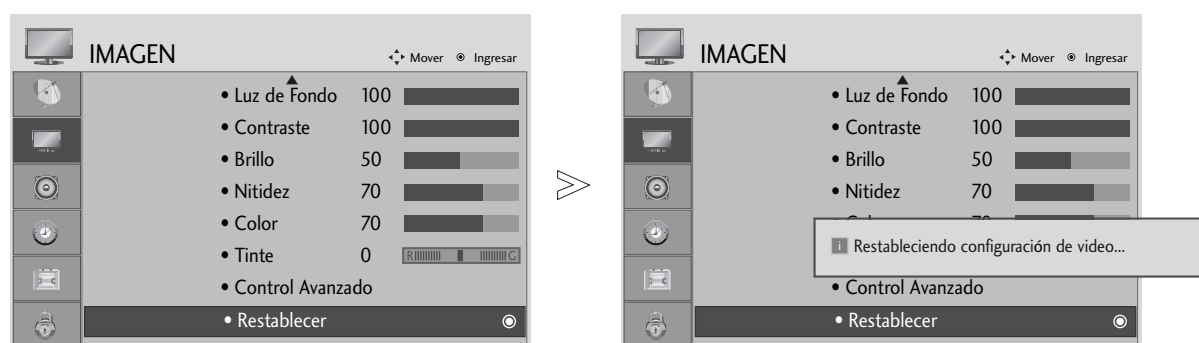 IMAGEN
Mover Ingresar
• Luz de Fondo 100
• Contraste 100
• Brillo 50
• Nitidez 70
• Color 70
• Tinte 0 R G
• Control Avanzado
• Restablecer
IMAGEN
Mover Ingresar
• Luz de Fondo 100
• Contraste 100
• Brillo 50
• Nitidez 70
i Restableciendo configuración de video...
• Control Avanzado
• Restablecer